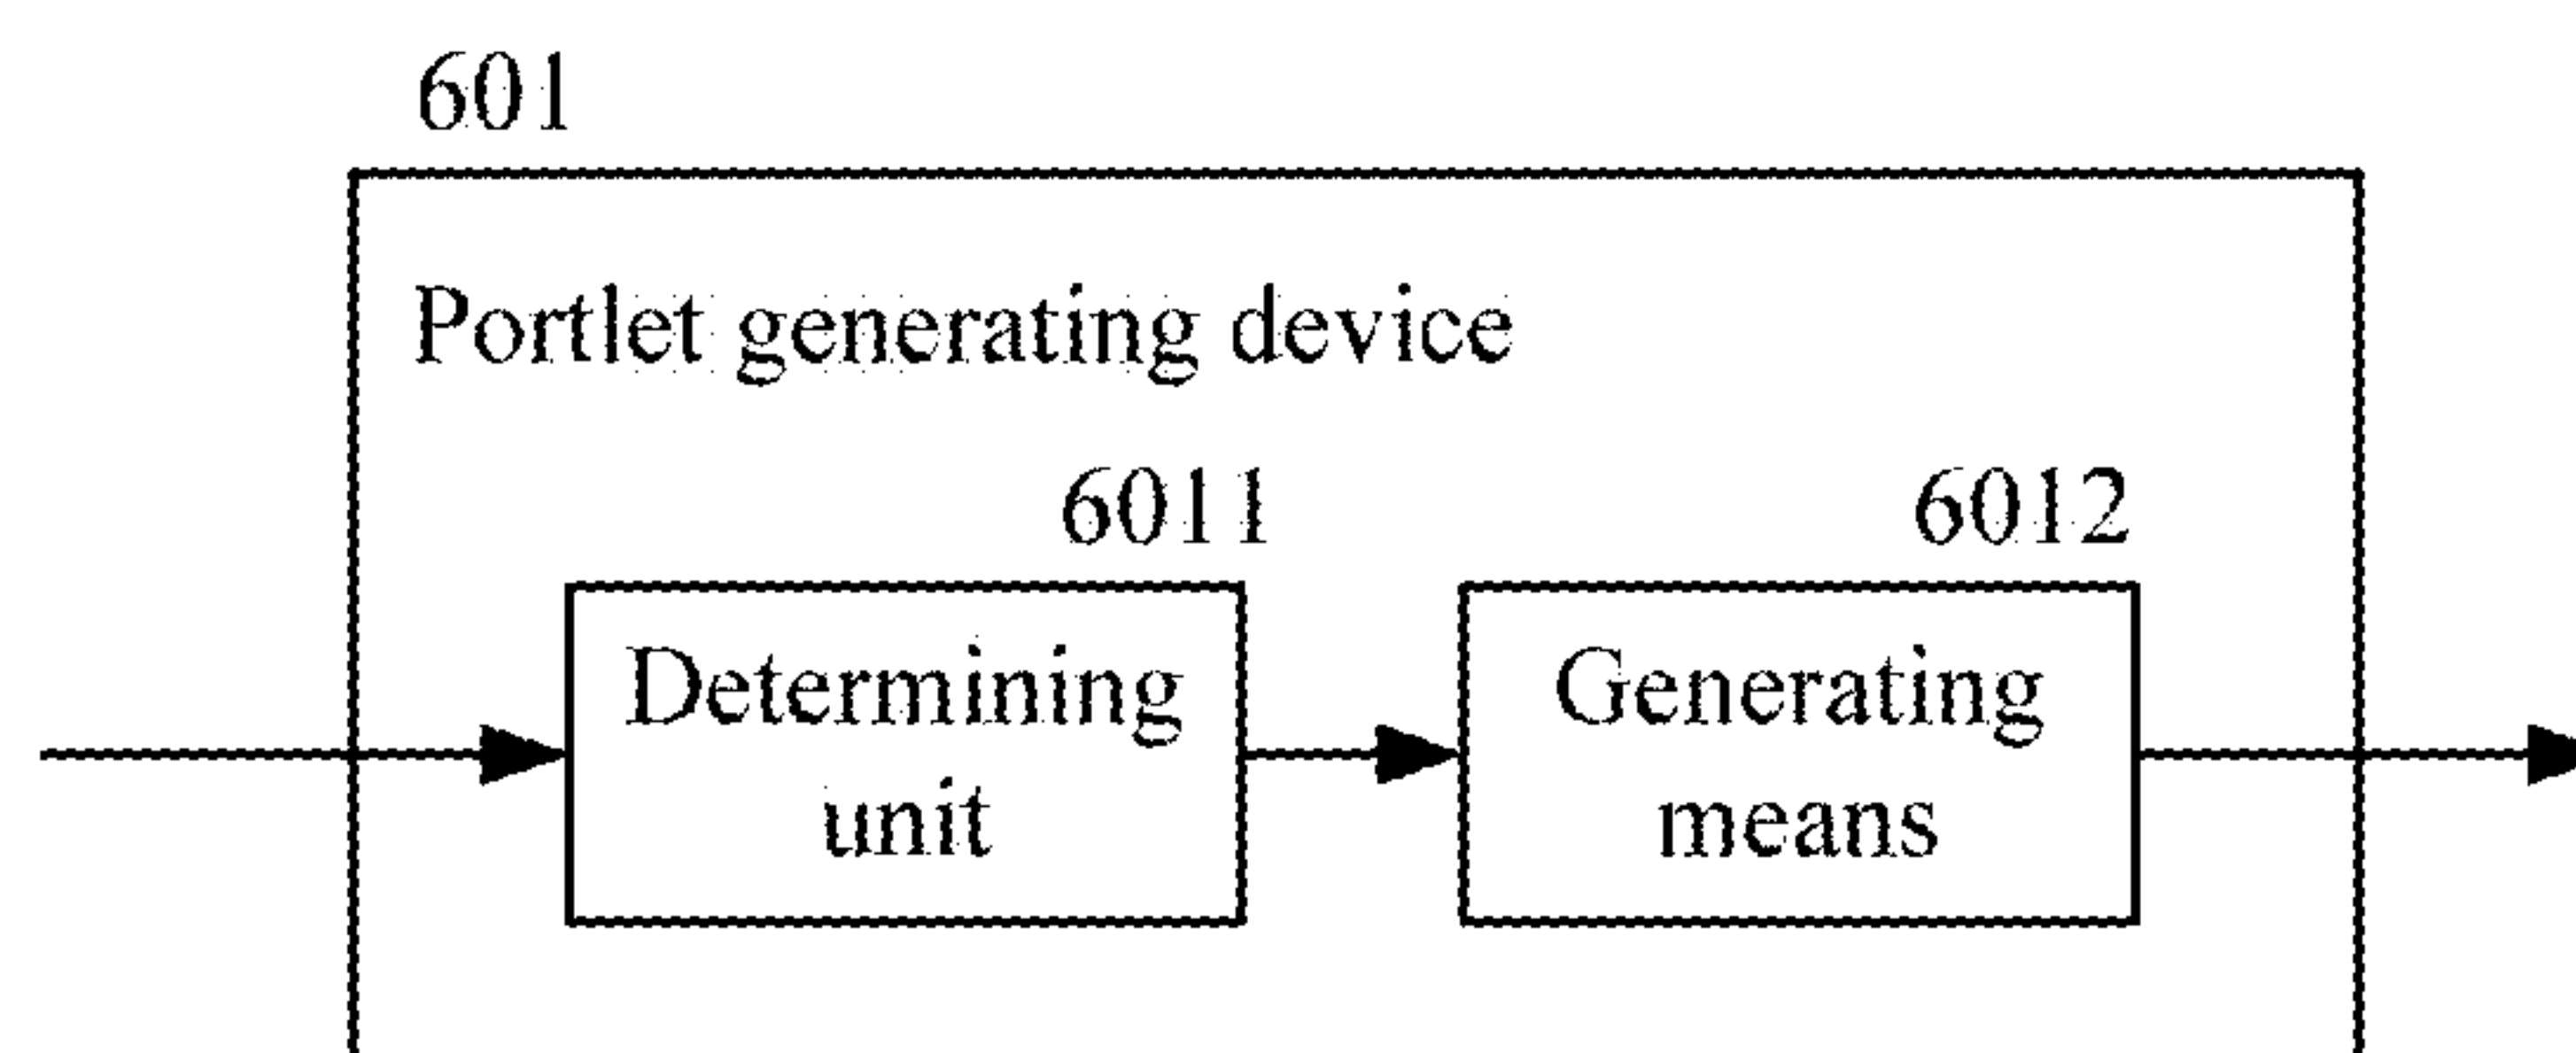 601
Portlet generating device
6011
6012
Determining
unit
Generating
means